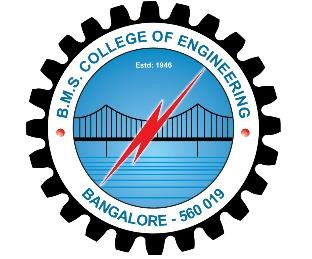 B.M.S. COLLEGE OF ENGINEERING
Estd: 1946
BANGALORE - 560 019